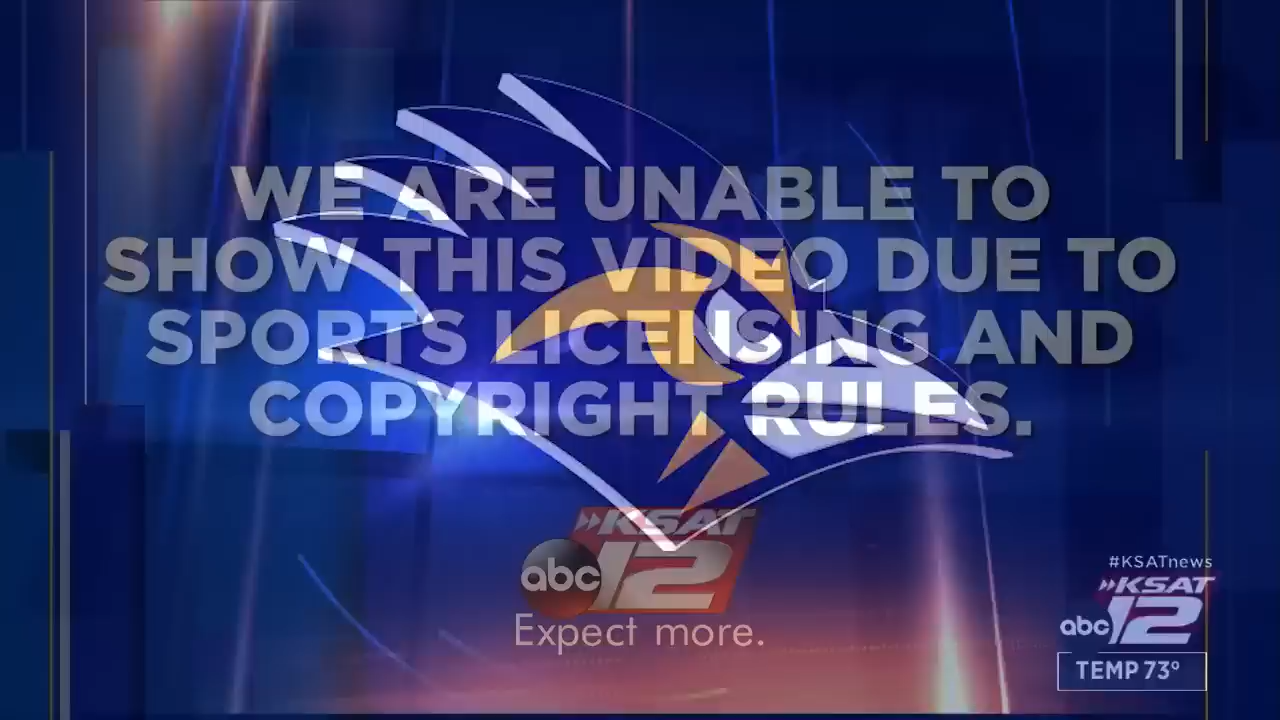 WE ARE UNABLE TO
SHOW THIS VIDEO DUE TO
SPORTS LICENSING AND
COPYRIGHT RULES.
KSAT
abc 12
Expect more.
#KSATnews
KSAT
abc 12
TEMP 73°